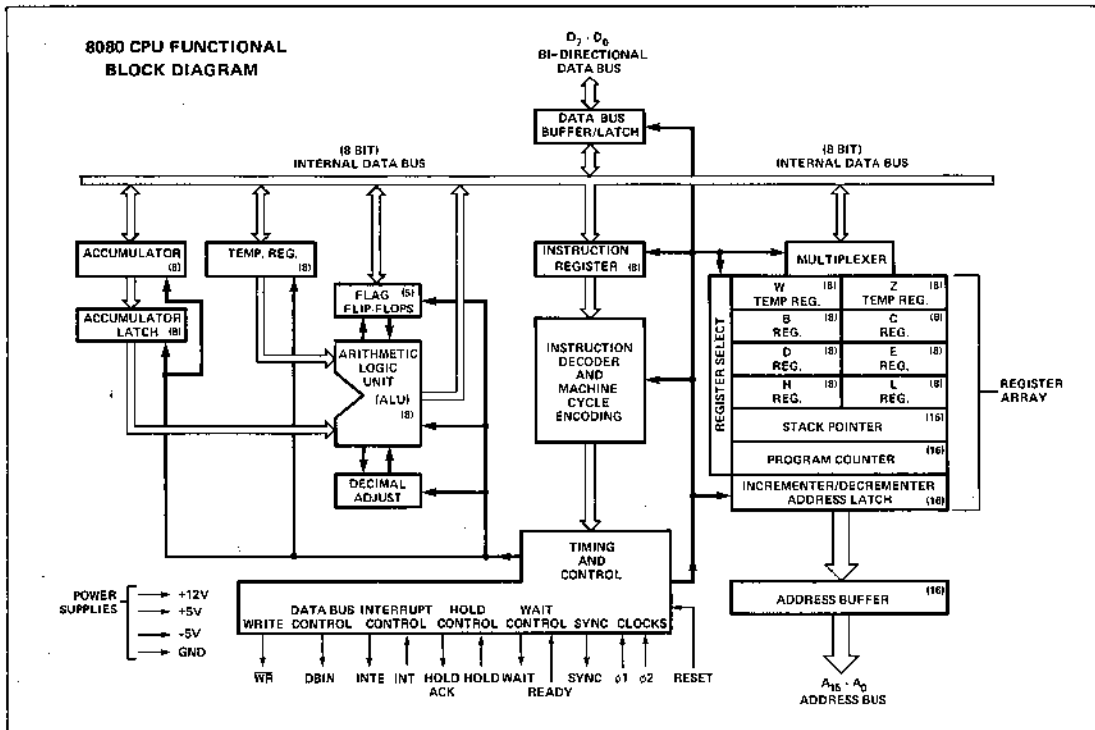 8080 CPU FUNCTIONAL
BLOCK DIAGRAM
D7 - D0
BI-DIRECTIONAL
DATA BUS
DATA BUS
BUFFER/LATCH
(8 BIT)
INTERNAL DATA BUS
(8 BIT)
INTERNAL DATA BUS
ACCUMULATOR
(8)
TEMP. REG.
(8)
INSTRUCTION
REGISTER (8)
MULTIPLEXER
ACCUMULATOR
LATCH (8)
FLAG (5)
FLIP-FLOPS
ARITHMETIC
LOGIC
UNIT
(ALU)
(8)
DECIMAL
ADJUST
INSTRUCTION
DECODER
AND
MACHINE
CYCLE
ENCODING
REGISTER SELECT
W (8)
TEMP REG.
Z (8)
TEMP REG.
B (8)
REG.
C (8)
REG.
D (8)
REG.
E (8)
REG.
H (8)
REG.
L (8)
REG.
STACK POINTER (16)
PROGRAM COUNTER (16)
INCREMENTER/DECREMENTER
ADDRESS LATCH (16)
REGISTER
ARRAY
TIMING
AND
CONTROL
DATA BUS INTERRUPT HOLD WAIT
WRITE CONTROL CONTROL CONTROL CONTROL SYNC CLOCKS
W̅R̅ DBIN INTE INT HOLD HOLD WAIT SYNC φ1 φ2 RESET
ACK READY
POWER
SUPPLIES
+12V
+5V
-5V
GND
ADDRESS BUFFER (16)
A15 - A0
ADDRESS BUS